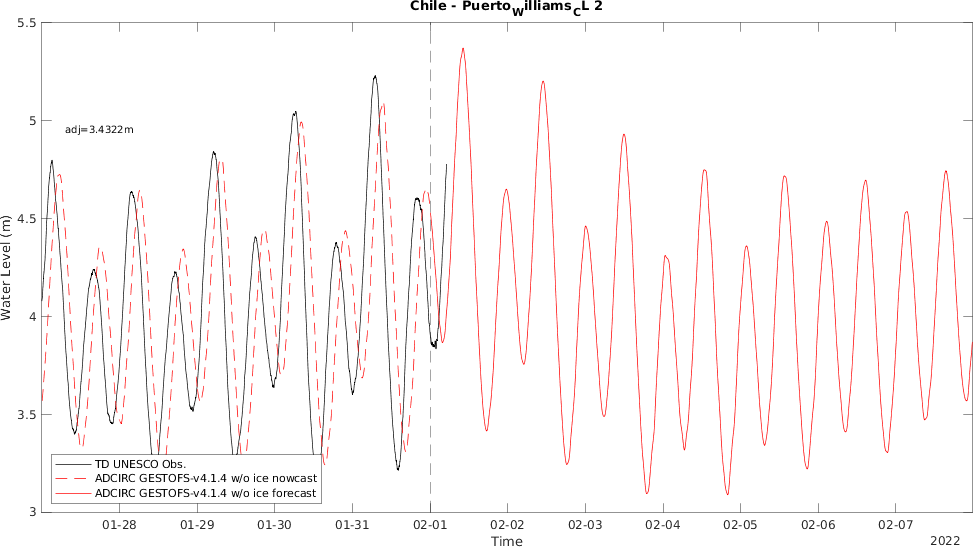 Chile - PuertoWilliamsCL 2
5.5
5
adj=3.4322m
4.5
Water Level (m)
4
3.5
TD UNESCO Obs.
ADCIRC GESTOFS-v4.1.4 w/o ice nowcast
ADCIRC GESTOFS-v4.1.4 w/o ice forecast
3
01-28 01-29 01-30 01-31 02-01 02-02 02-03 02-04 02-05 02-06 02-07
Time
2022